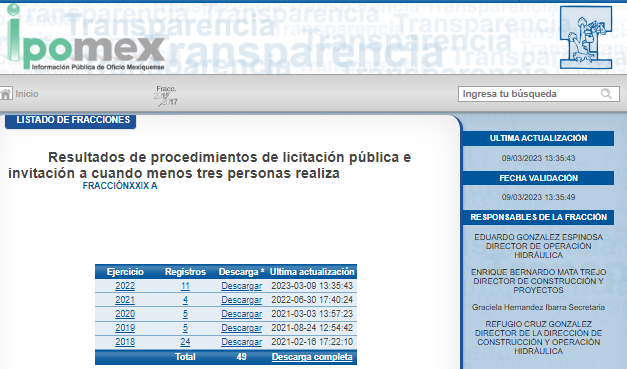 ipomex
Información Pública de Oficio Mexiquense
Transparencia
Inicio
Fracc.
2017
Ingresa tu búsqueda
LISTADO DE FRACCIONES
Resultados de procedimientos de licitación pública e
invitación a cuando menos tres personas realiza
FRACCIÓNXXIX A
Ejercicio Registros Descarga * Ultima actualización
2022 11 Descargar 2023-03-09 13:35:43
2021 4 Descargar 2022-06-30 17:40:24
2020 5 Descargar 2021-03-03 13:57:23
2019 5 Descargar 2021-08-24 12:54:42
2018 24 Descargar 2021-02-16 17:22:10
Total 49 Descarga completa
ULTIMA ACTUALIZACIÓN
09/03/2023 13:35:43
FECHA VALIDACIÓN
09/03/2023 13:35:49
RESPONSABLES DE LA FRACCIÓN
EDUARDO GONZALEZ ESPINOSA
DIRECTOR DE OPERACIÓN
HIDRÁULICA
ENRIQUE BERNARDO MATA TREJO
DIRECTOR DE CONSTRUCCIÓN Y
PROYECTOS
Graciela Hernandez Ibarra Secretaria
REFUGIO CRUZ GONZALEZ
DIRECTOR DE LA DIRECCIÓN DE
CONSTRUCCIÓN Y OPERACIÓN
HIDRÁULICA